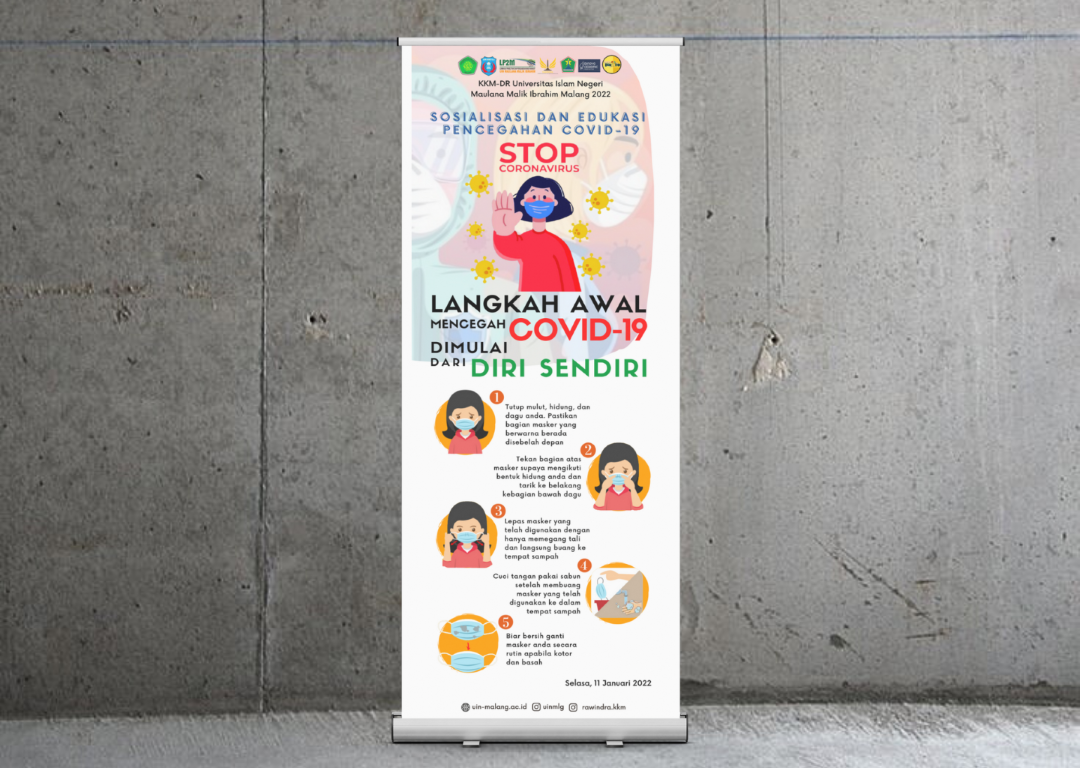 LP2M
KKM-DR Universitas Islam Negeri
Maulana Malik Ibrahim Malang 2022
SOSIALISASI DAN EDUKASI
PENCEGAHAN COVID-19
STOP
CORONAVIRUS
LANGKAH AWAL
MENCEGAH COVID-19
DIMULAI
DARI DIRI SENDIRI
1
Tutup mulut, hidung, dan
dagu anda. Pastikan
bagian masker yang
berwarna berada
disebelah depan
2
Tekan bagian atas
masker supaya mengikuti
bentuk hidung anda dan
tarik ke belakang
kebagian bawah dagu
3
Lepas masker yang
telah digunakan dengan
hanya memegang tali
dan langsung buang ke
tempat sampah
4
Cuci tangan pakai sabun
setelah membuang
masker yang telah
digunakan ke dalam
tempat sampah
5
Biar bersih ganti
masker anda secara
rutin apabila kotor
dan basah
Selasa, 11 Januari 2022
uin-malang.ac.id uinmlg rawindra.kkm